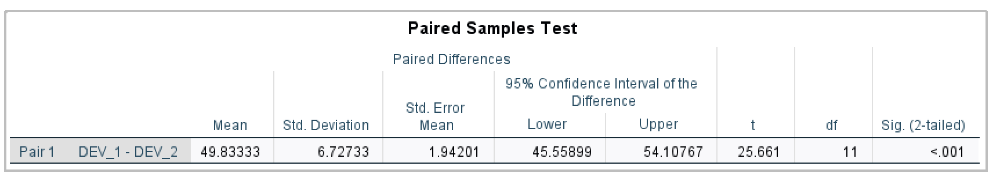 Paired Samples Test
Paired Differences
95% Confidence Interval of the
Difference
Std. Error
Mean
Mean Std. Deviation Lower Upper t df Sig. (2-tailed)
Pair 1 DEV_1 - DEV_2 49.83333 6.72733 1.94201 45.55899 54.10767 25.661 11 <.001